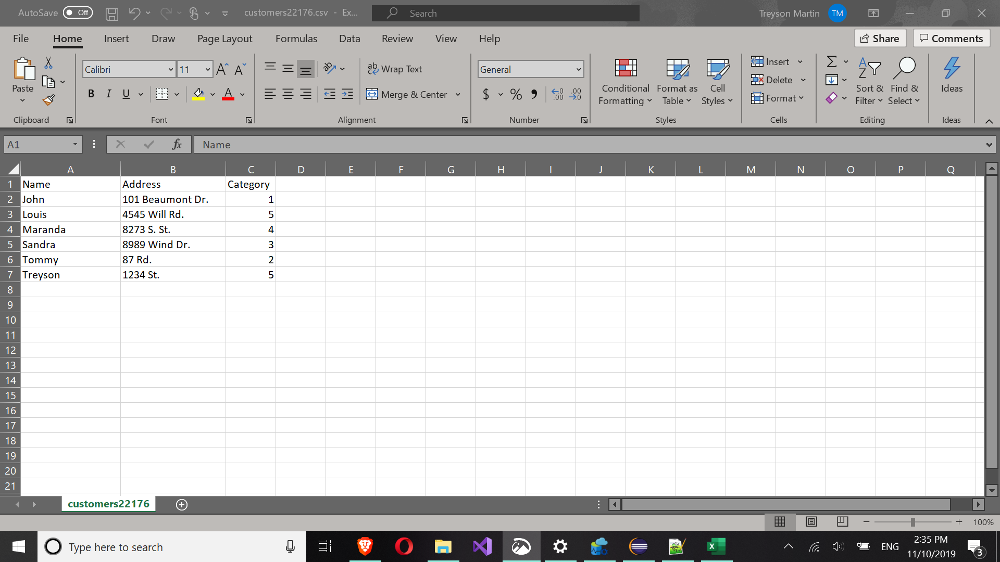 AutoSave Off customers22176.csv - Ex... Search Treyson Martin TM
File Home Insert Draw Page Layout Formulas Data Review View Help Share Comments
Paste
Clipboard
Calibri 11
B I U
Font
Wrap Text
Merge & Center
Alignment
General
$ % , .00 .00
Number
Conditional Formatting
Format as Table
Cell Styles
Styles
Insert
Delete
Format
Cells
Sort & Filter
Find & Select
Editing
Ideas
Ideas
A1 fx Name
A B C D E F G H I J K L M N O P Q
1 Name Address Category
2 John 101 Beaumont Dr. 1
3 Louis 4545 Will Rd. 5
4 Maranda 8273 S. St. 4
5 Sandra 8989 Wind Dr. 3
6 Tommy 87 Rd. 2
7 Treyson 1234 St. 5
8
9
10
11
12
13
14
15
16
17
18
19
20
21
customers22176
100%
Type here to search
ENG
2:35 PM
11/10/2019
3